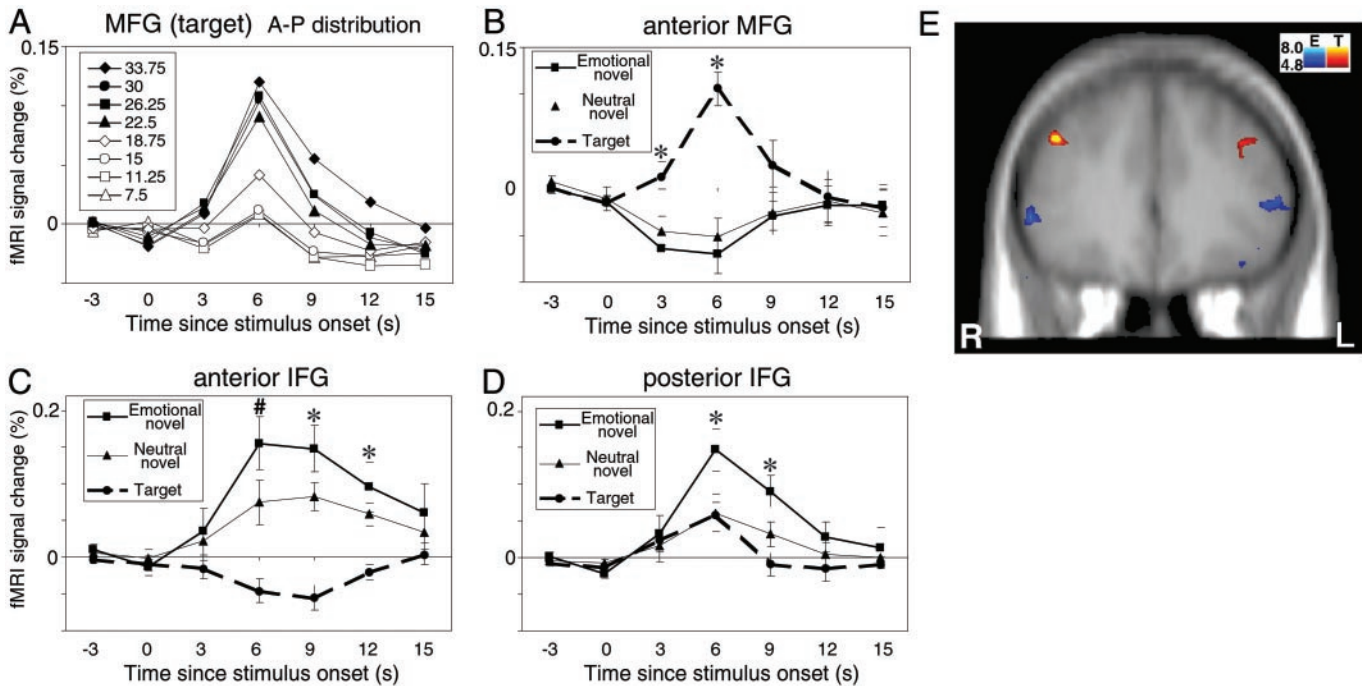 A MFG (target) A-P distribution
0.15
33.75
30
26.25
22.5
18.75
15
11.25
7.5
0
fMRI signal change (%)
-3 0 3 6 9 12 15
Time since stimulus onset (s)
B anterior MFG
0.15
Emotional
novel
Neutral
novel
Target
*
*
0
-3 0 3 6 9 12 15
Time since stimulus onset (s)
E
8.0 E T
4.8
R L
C anterior IFG
0.2
Emotional
novel
Neutral
novel
Target
# * *
0
fMRI signal change (%)
-3 0 3 6 9 12 15
Time since stimulus onset (s)
D posterior IFG
0.2
Emotional
novel
Neutral
novel
Target
* *
0
-3 0 3 6 9 12 15
Time since stimulus onset (s)